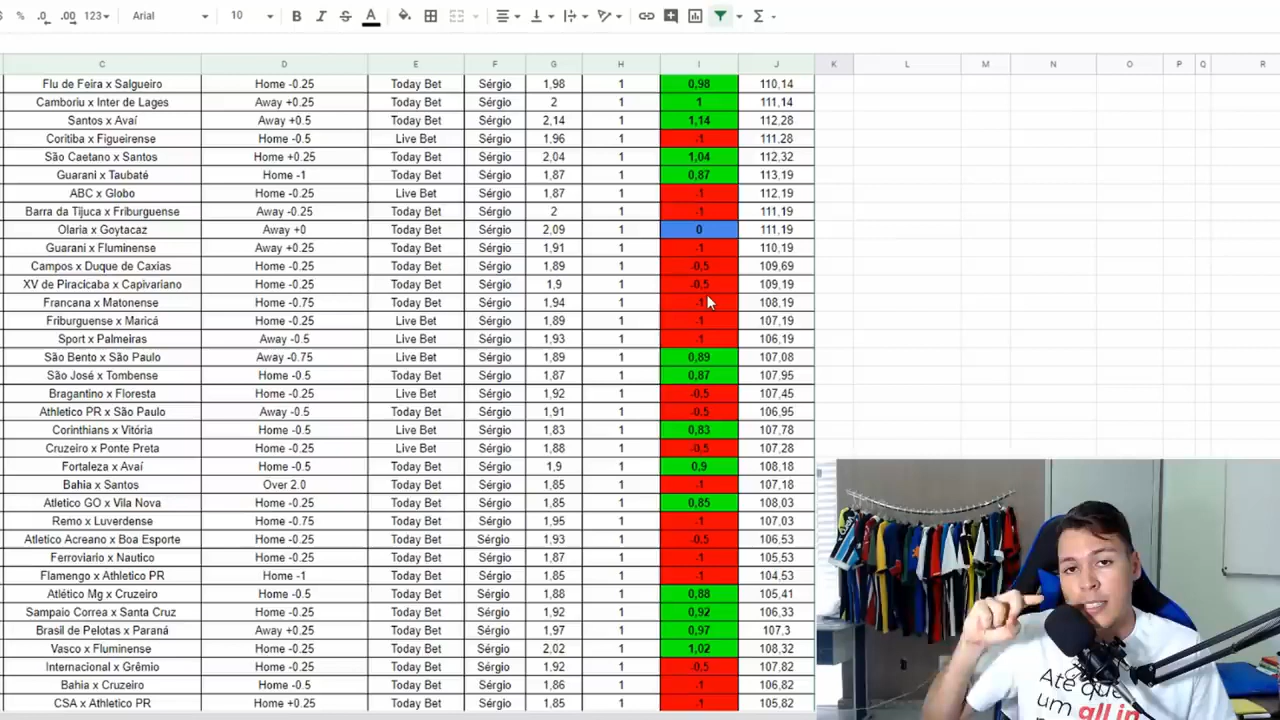 % .0 .00 123 Arial 10 B I S A Σ
C D E F G H I J K L M N O P Q R
Flu de Feira x Salgueiro Home -0.25 Today Bet Sérgio 1,98 1 0,98 110,14
Camboriu x Inter de Lages Away +0.25 Today Bet Sérgio 2 1 1 111,14
Santos x Avaí Away +0.5 Today Bet Sérgio 2,14 1 1,14 112,28
Coritiba x Figueirense Home -0.5 Live Bet Sérgio 1,96 1 -1 111,28
São Caetano x Santos Home +0.25 Today Bet Sérgio 2,04 1 1,04 112,32
Guarani x Taubaté Home -1 Today Bet Sérgio 1,87 1 0,87 113,19
ABC x Globo Home -0.25 Live Bet Sérgio 1,87 1 -1 112,19
Barra da Tijuca x Friburguense Away -0.25 Today Bet Sérgio 2 1 -1 111,19
Olaria x Goytacaz Away +0 Today Bet Sérgio 2,09 1 0 111,19
Guarani x Fluminense Away +0.25 Today Bet Sérgio 1,91 1 -1 110,19
Campos x Duque de Caxias Home -0.25 Today Bet Sérgio 1,89 1 -0,5 109,69
XV de Piracicaba x Capivariano Home -0.25 Today Bet Sérgio 1,9 1 -0,5 109,19
Francana x Matonense Home -0.75 Today Bet Sérgio 1,94 1 -1 108,19
Friburguense x Maricá Home -0.25 Live Bet Sérgio 1,89 1 -1 107,19
Sport x Palmeiras Away -0.5 Live Bet Sérgio 1,93 1 -1 106,19
São Bento x São Paulo Away -0.75 Live Bet Sérgio 1,89 1 0,89 107,08
São José x Tombense Home -0.5 Today Bet Sérgio 1,87 1 0,87 107,95
Bragantino x Floresta Home -0.25 Live Bet Sérgio 1,92 1 -0,5 107,45
Athletico PR x São Paulo Away -0.5 Today Bet Sérgio 1,91 1 -0,5 106,95
Corinthians x Vitória Home -0.5 Live Bet Sérgio 1,83 1 0,83 107,78
Cruzeiro x Ponte Preta Home -0.25 Live Bet Sérgio 1,88 1 -0,5 107,28
Fortaleza x Avaí Home -0.5 Today Bet Sérgio 1,9 1 0,9 108,18
Bahia x Santos Over 2.0 Today Bet Sérgio 1,85 1 -1 107,18
Atletico GO x Vila Nova Home -0.25 Today Bet Sérgio 1,85 1 0,85 108,03
Remo x Luverdense Home -0.75 Today Bet Sérgio 1,95 1 -1 107,03
Atletico Acreano x Boa Esporte Home -0.25 Today Bet Sérgio 1,93 1 -0,5 106,53
Ferroviario x Nautico Home -0.25 Today Bet Sérgio 1,87 1 -1 105,53
Flamengo x Athletico PR Home -1 Today Bet Sérgio 1,85 1 -1 104,53
Atlético Mg x Cruzeiro Home -0.5 Today Bet Sérgio 1,88 1 0,88 105,41
Sampaio Correa x Santa Cruz Home -0.25 Today Bet Sérgio 1,92 1 0,92 106,33
Brasil de Pelotas x Paraná Away +0.25 Today Bet Sérgio 1,97 1 0,97 107,3
Vasco x Fluminense Home -0.25 Today Bet Sérgio 2,02 1 1,02 108,32
Internacional x Grêmio Home -0.25 Today Bet Sérgio 1,92 1 -0,5 107,82
Bahia x Cruzeiro Home -0.5 Today Bet Sérgio 1,86 1 -1 106,82
CSA x Athletico PR Home +0.25 Today Bet Sérgio 1,85 1 -1 105,82
Até que
um all in